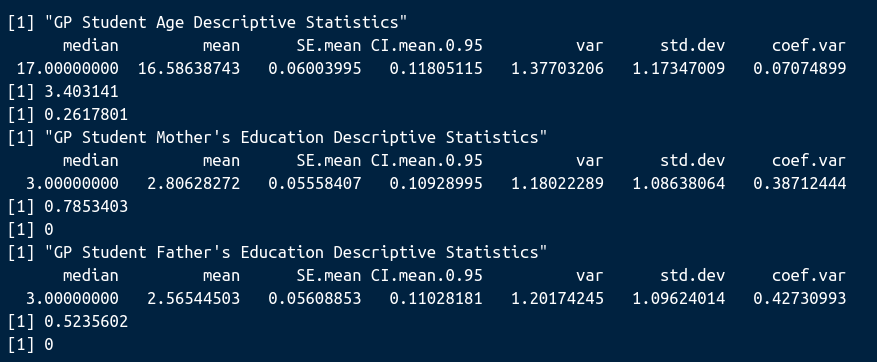 [1] "GP Student Age Descriptive Statistics"
median mean SE.mean CI.mean.0.95 var std.dev coef.var
17.00000000 16.58638743 0.06003995 0.11805115 1.37703206 1.17347009 0.07074899
[1] 3.403141
[1] 0.2617801
[1] "GP Student Mother's Education Descriptive Statistics"
median mean SE.mean CI.mean.0.95 var std.dev coef.var
3.00000000 2.80628272 0.05558407 0.10928995 1.18022289 1.08638064 0.38712444
[1] 0.7853403
[1] 0
[1] "GP Student Father's Education Descriptive Statistics"
median mean SE.mean CI.mean.0.95 var std.dev coef.var
3.00000000 2.56544503 0.05608853 0.11028181 1.20174245 1.09624014 0.42730993
[1] 0.5235602
[1] 0